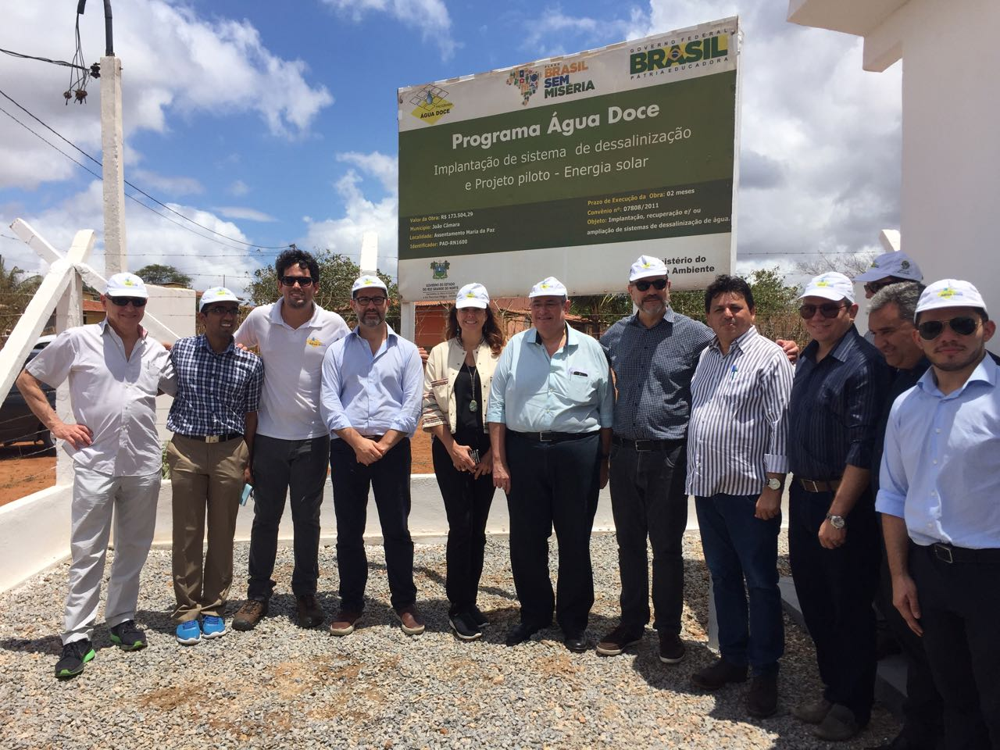 PROGRAMA
ÁGUA DOCE
PLANO
BRASIL
SEM
MISÉRIA
GOVERNO FEDERAL
BRASIL
PÁTRIA EDUCADORA
Programa Água Doce
Implantação de sistema de dessalinização
e Projeto piloto - Energia solar
Valor da Obra: R$ 173.504,29
Município: João Câmara
Localidade: Assentamento Maria da Paz
Identificador: PAD-RN1600
Prazo de Execução da Obra: 02 meses
Convênio nº: 07808/2011
Objeto: Implantação, recuperação e/ ou
ampliação de sistemas de dessalização de água.
GOVERNO DO ESTADO
DO RIO GRANDE DO NORTE
istério do
Ambiente